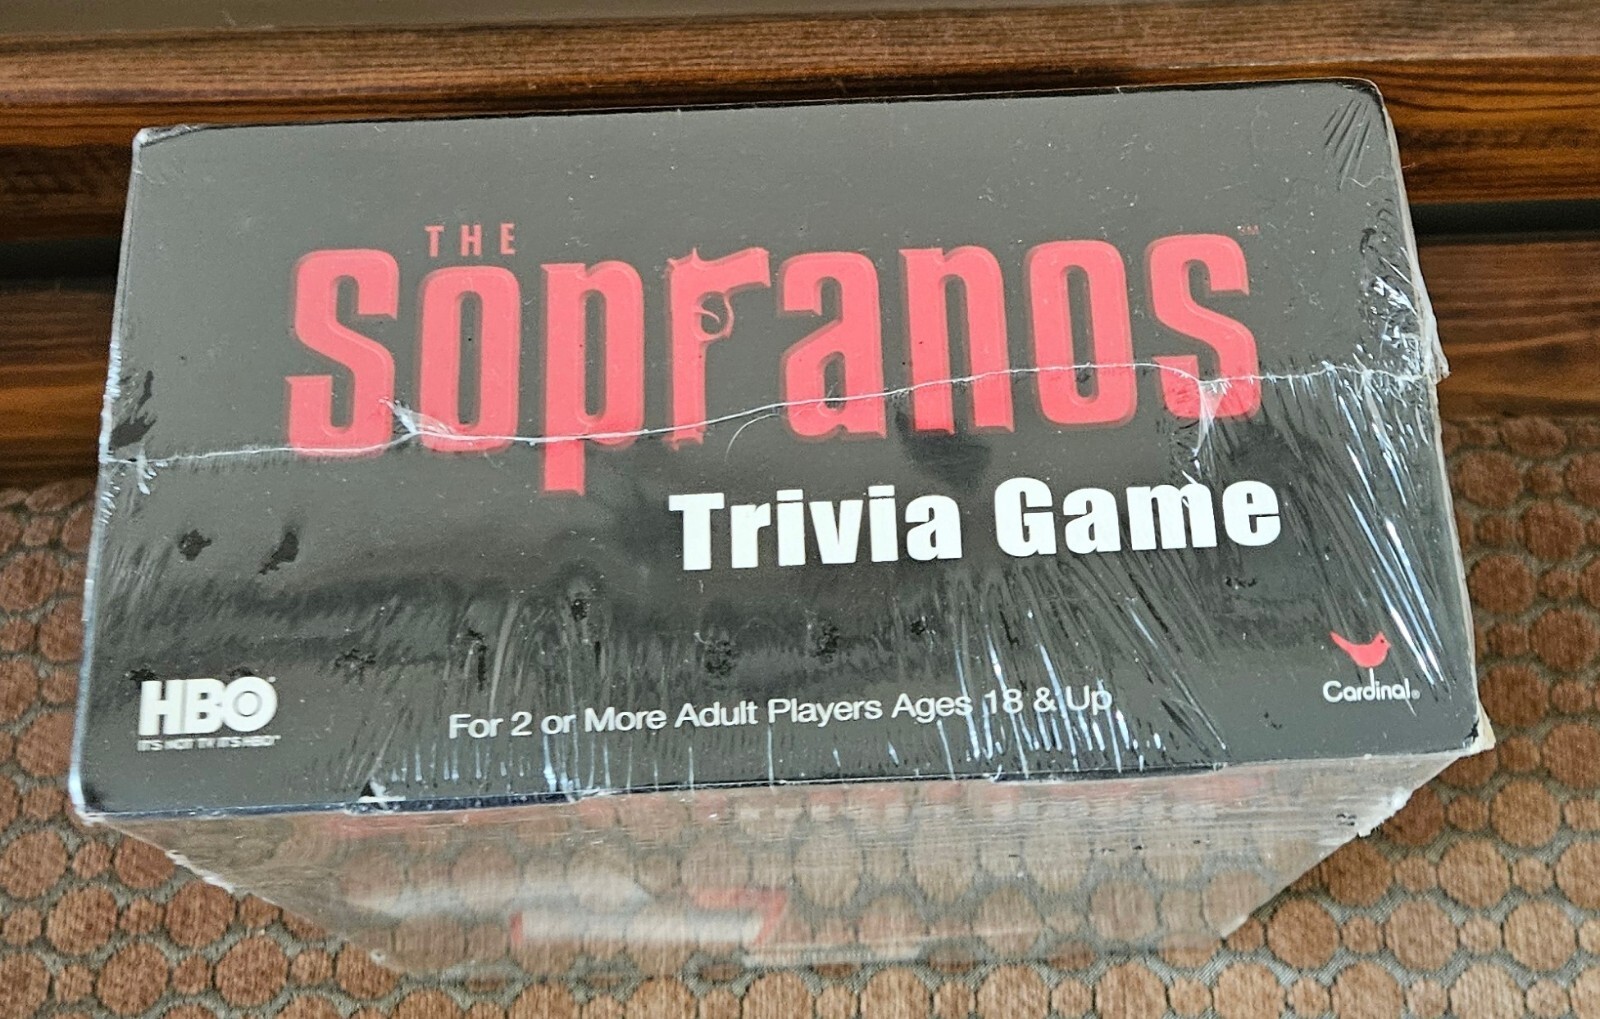 THE
Sopranos℠
Trivia Game
HBO®
IT'S NOT TV. IT'S HBO.®
For 2 or More Adult Players Ages 18 & Up
Cardinal®